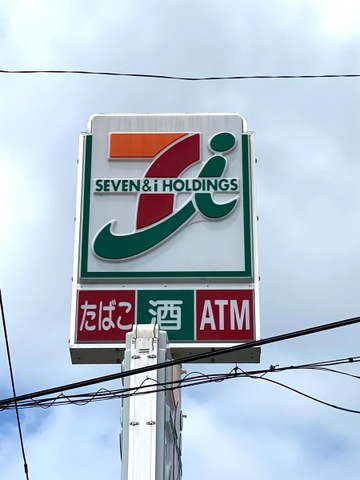 SEVEN & i HOLDINGS
たばこ 酒 ATM